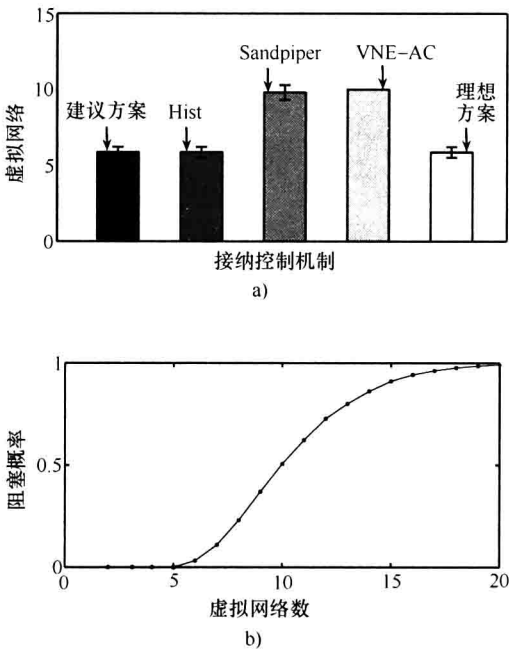 15
10
5
0
虚拟网络
建议方案
Hist
Sandpiper
VNE-AC
理想
方案
接纳控制机制
a)
1
0.5
0
阻塞概率
0
5
10
15
20
虚拟网络数
b)